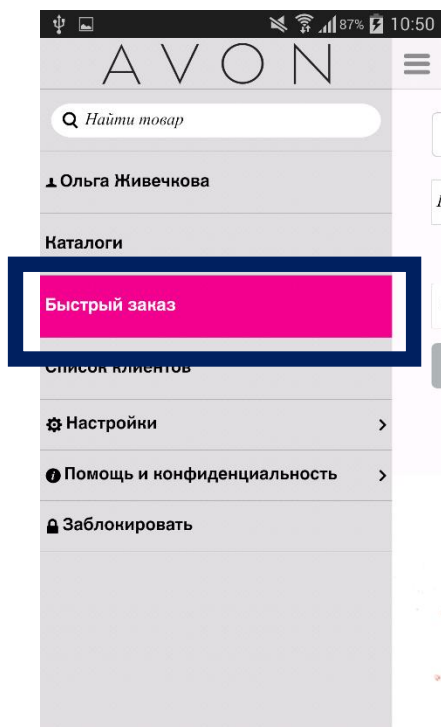 87% 10:50
AVON
Найти товар
Ольга Живечкова
Каталоги
Быстрый заказ
Список клиентов
Настройки
Помощь и конфиденциальность
Заблокировать